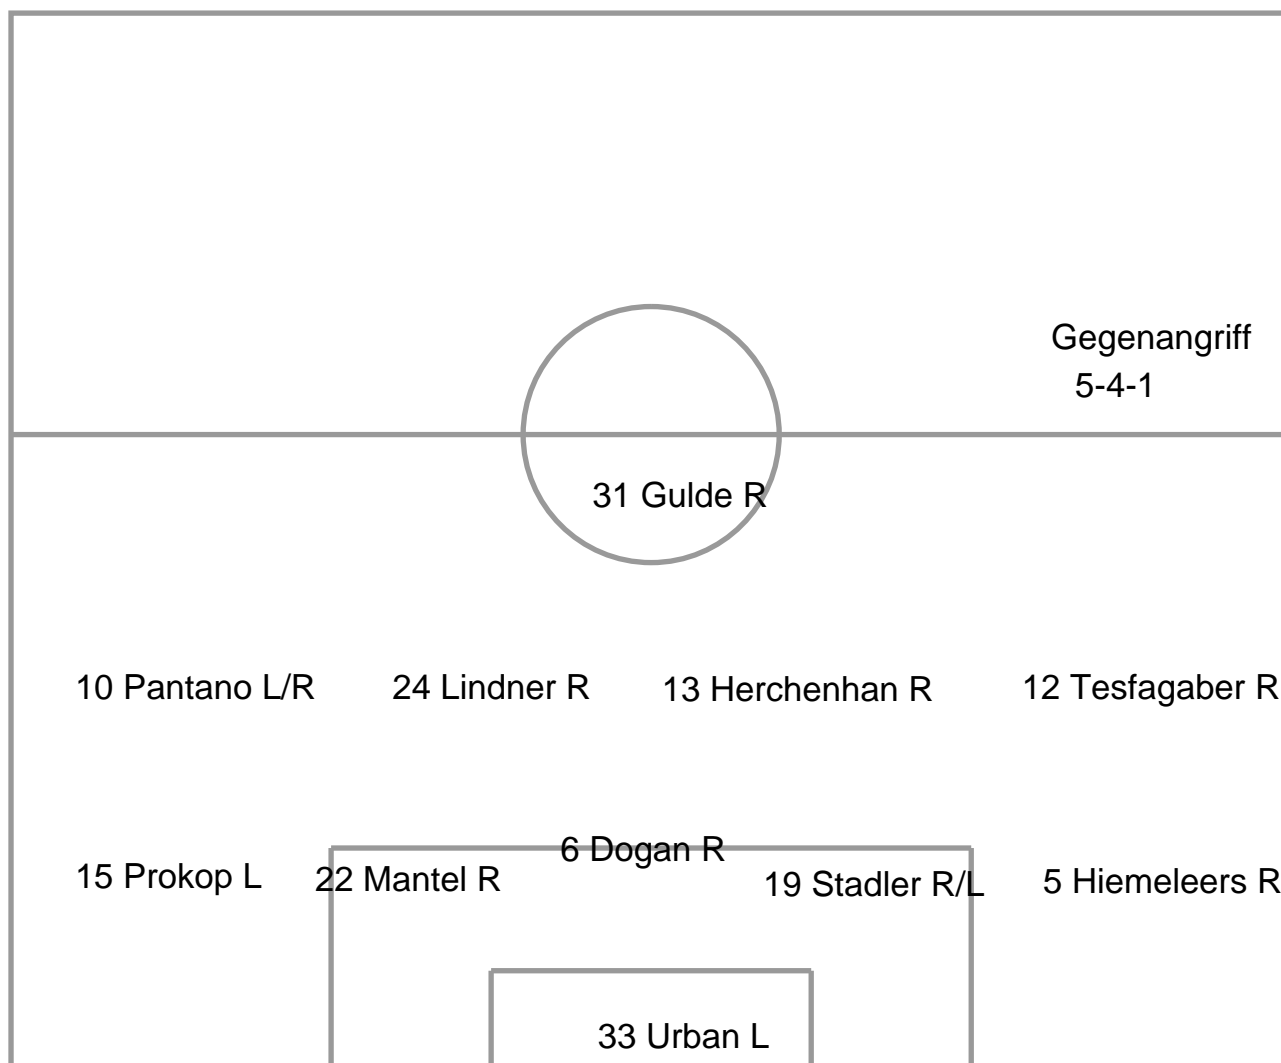 Gegenangriff
5-4-1
31 Gulde R
10 Pantano L/R
24 Lindner R
13 Herchenhan R
12 Tesfagaber R
6 Dogan R
15 Prokop L
22 Mantel R
19 Stadler R/L
5 Hiemeleers R
33 Urban L